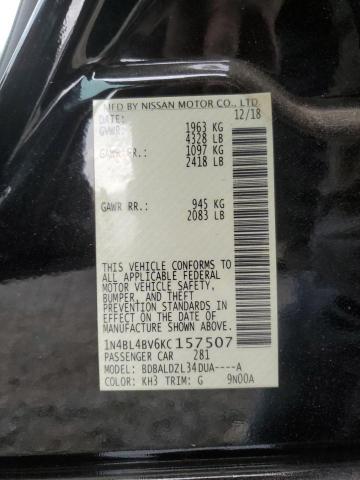 MFD BY NISSAN MOTOR CO., LTD.
DATE: 12/18
GVWR: 1963 KG
4328 LB
GAWR FR.: 1097 KG
2418 LB
GAWR RR.: 945 KG
2083 LB
THIS VEHICLE CONFORMS TO
ALL APPLICABLE FEDERAL
MOTOR VEHICLE SAFETY,
BUMPER, AND THEFT
PREVENTION STANDARDS IN
EFFECT ON THE DATE OF
MANUFACTURE SHOWN ABOVE.
1N4BL4BV6KC157507
PASSENGER CAR 281
MODEL: BDBALDZL34DUA----A
COLOR: KH3 TRIM: G 9N00A